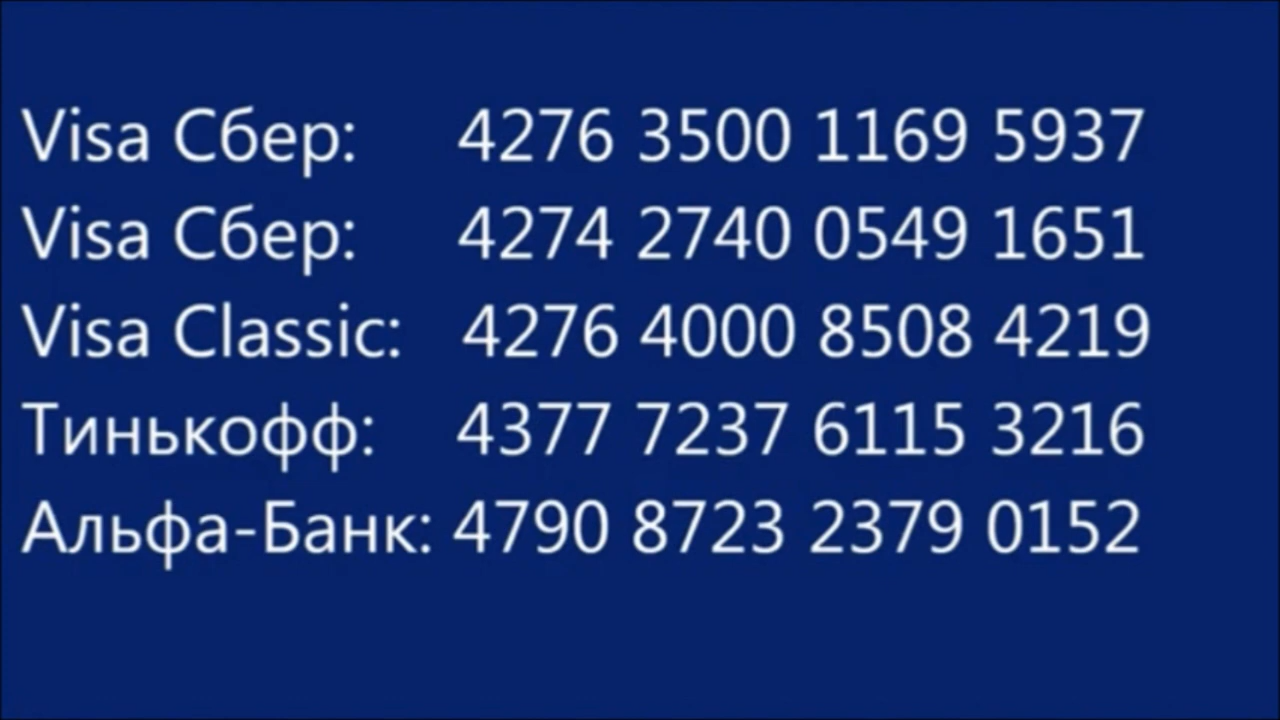 Visa Сбер: 4276 3500 1169 5937
Visa Сбер: 4274 2740 0549 1651
Visa Classic: 4276 4000 8508 4219
Тинькофф: 4377 7237 6115 3216
Альфа-Банк: 4790 8723 2379 0152